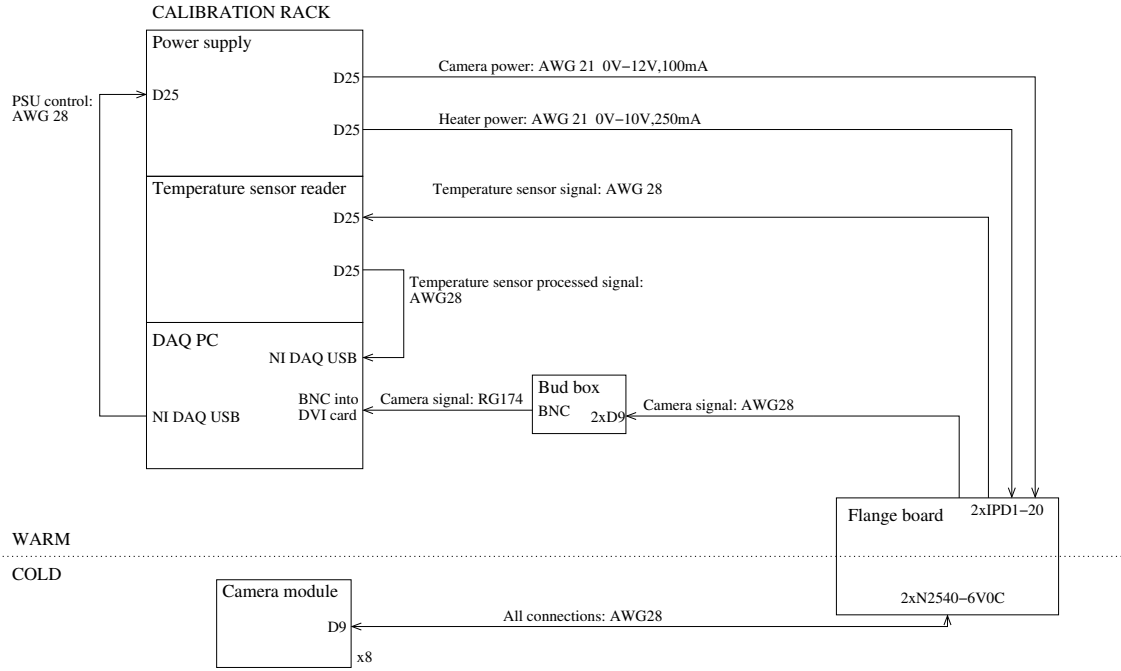 CALIBRATION RACK
Power supply
D25
Camera power: AWG 21  0V−12V,100mA
PSU control:
AWG 28
D25
D25
Heater power: AWG 21  0V−10V,250mA
Temperature sensor reader
Temperature sensor signal: AWG 28
D25
D25
Temperature sensor processed signal:
AWG28
DAQ PC
NI DAQ USB
BNC into
DVI card
NI DAQ USB
Camera signal: RG174
Bud box
BNC
2xD9
Camera signal: AWG28
Flange board
2xIPD1−20
WARM
COLD
2xN2540−6V0C
Camera module
D9
x8
All connections: AWG28